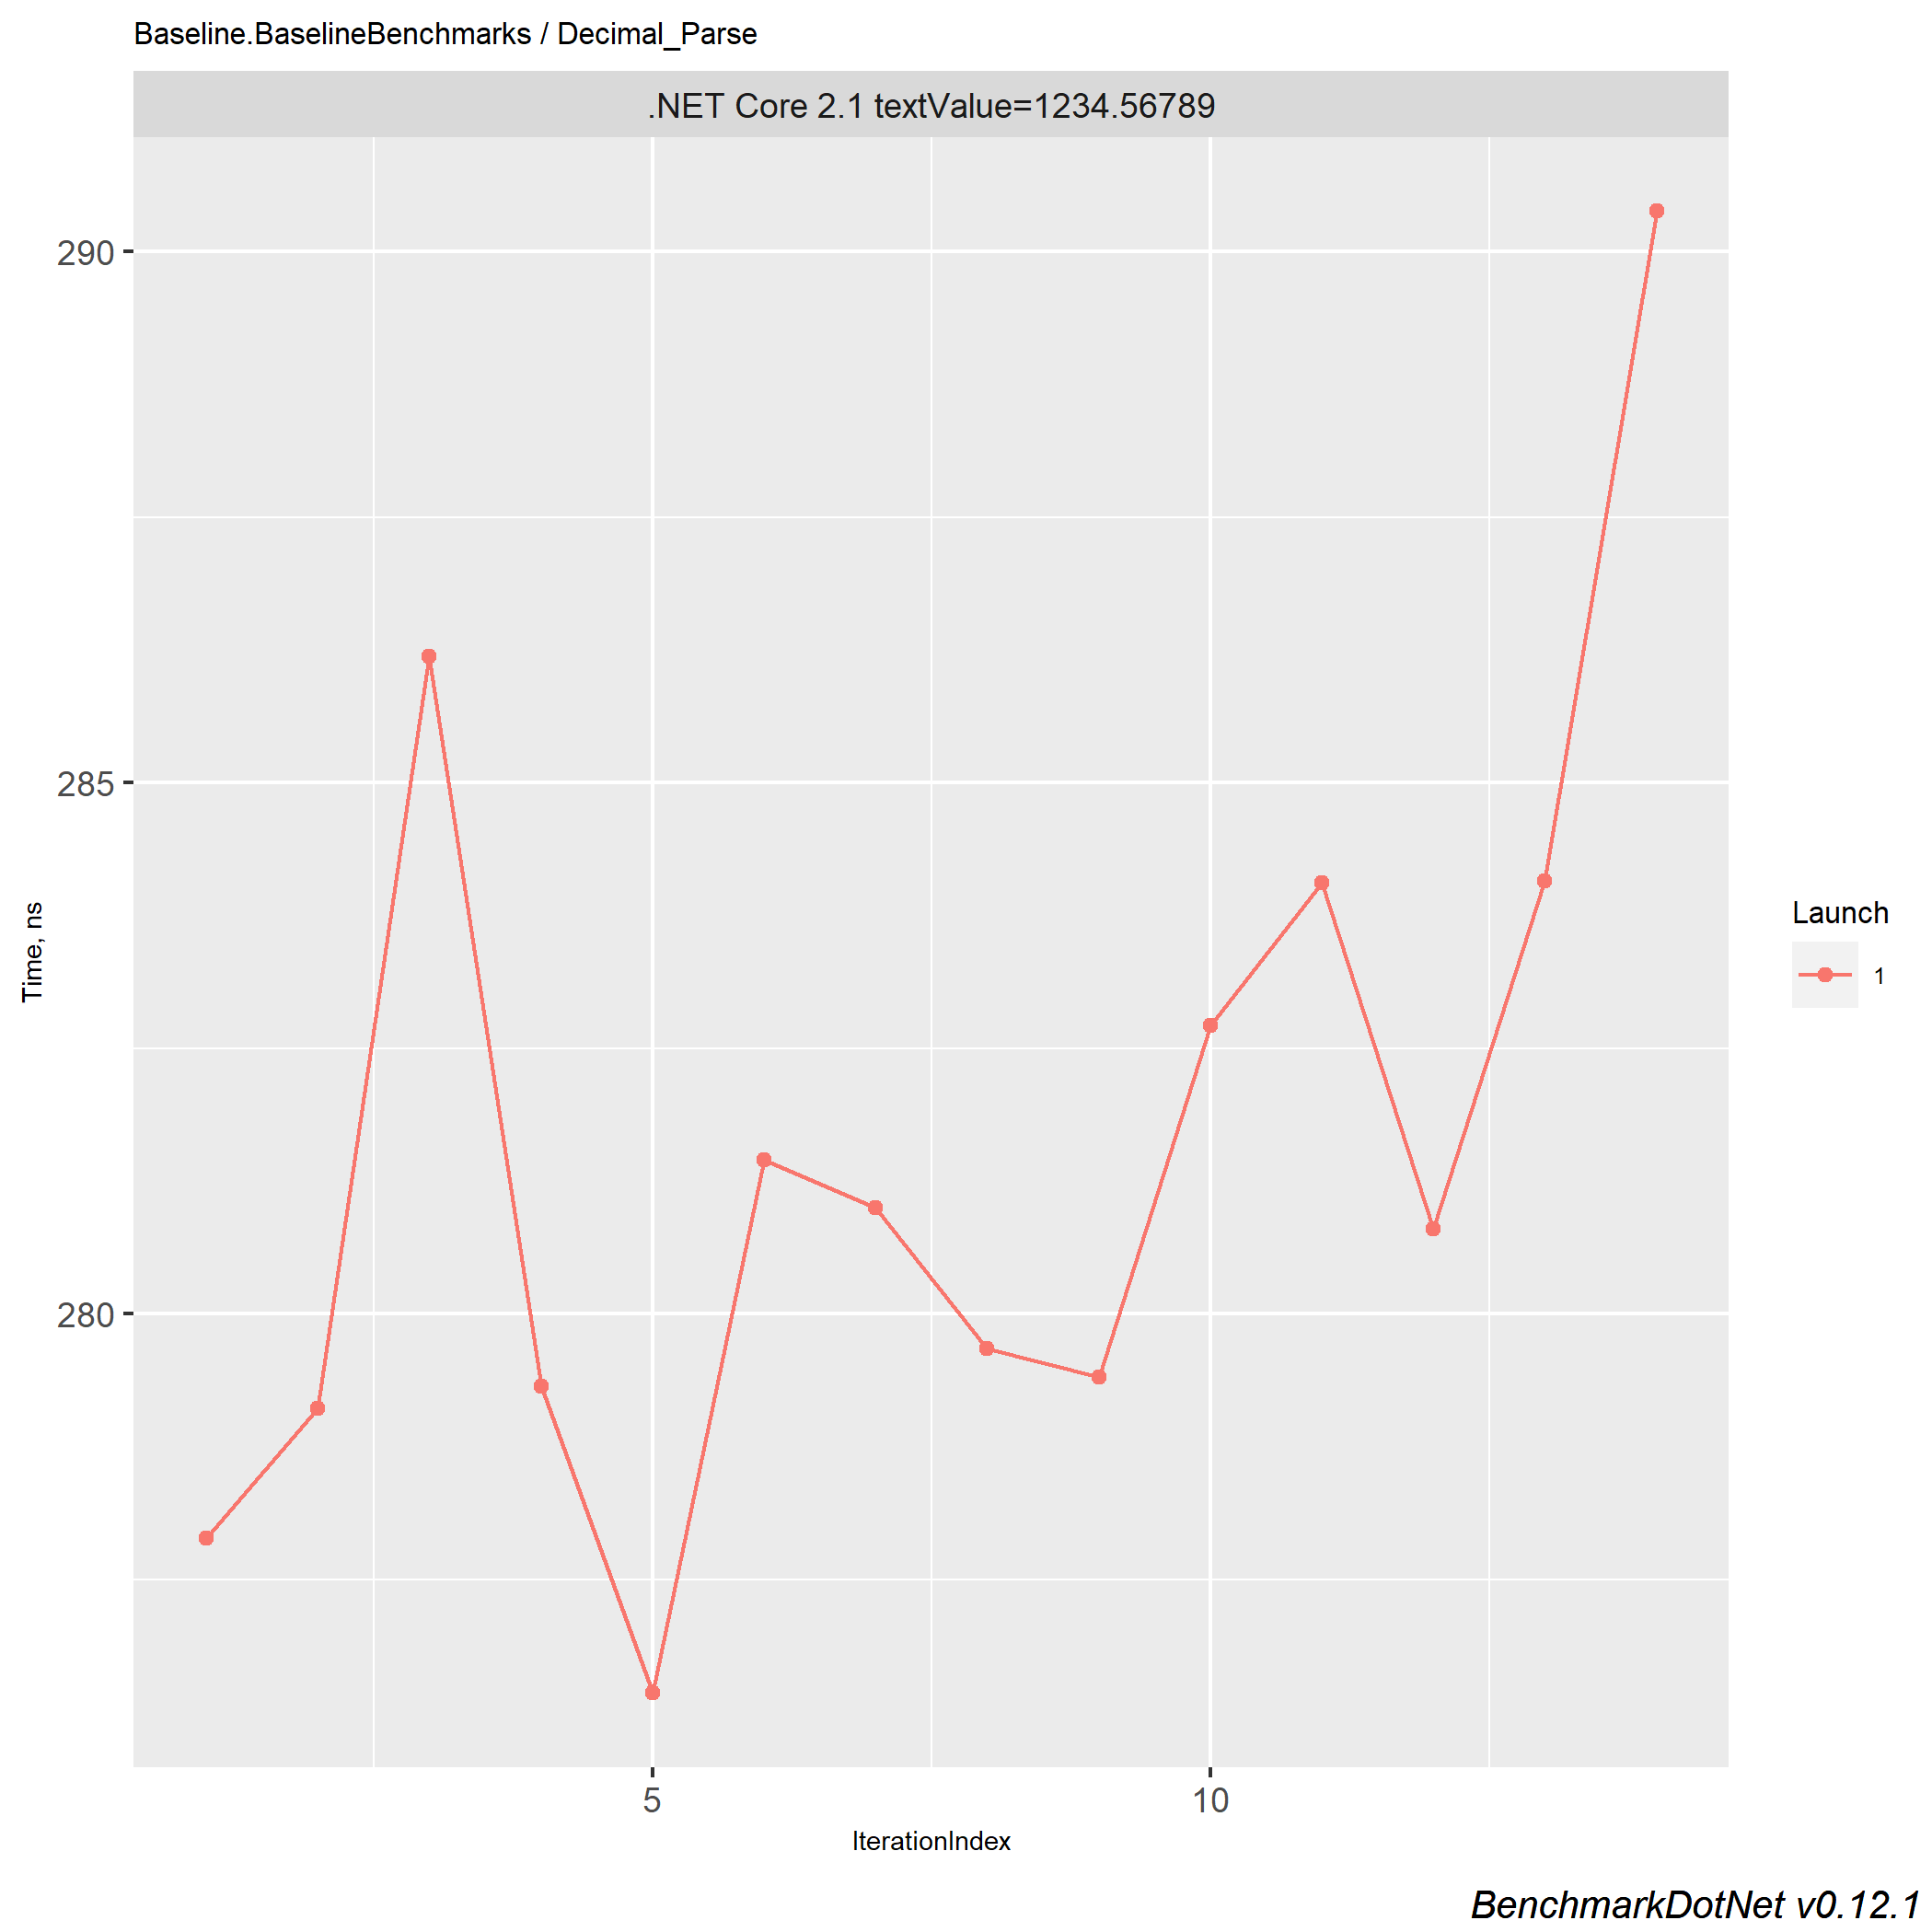 Baseline.BaselineBenchmarks / Decimal_Parse
.NET Core 2.1 textValue=1234.56789
290
285
280
Time, ns
5
10
IterationIndex
Launch
1
BenchmarkDotNet v0.12.1